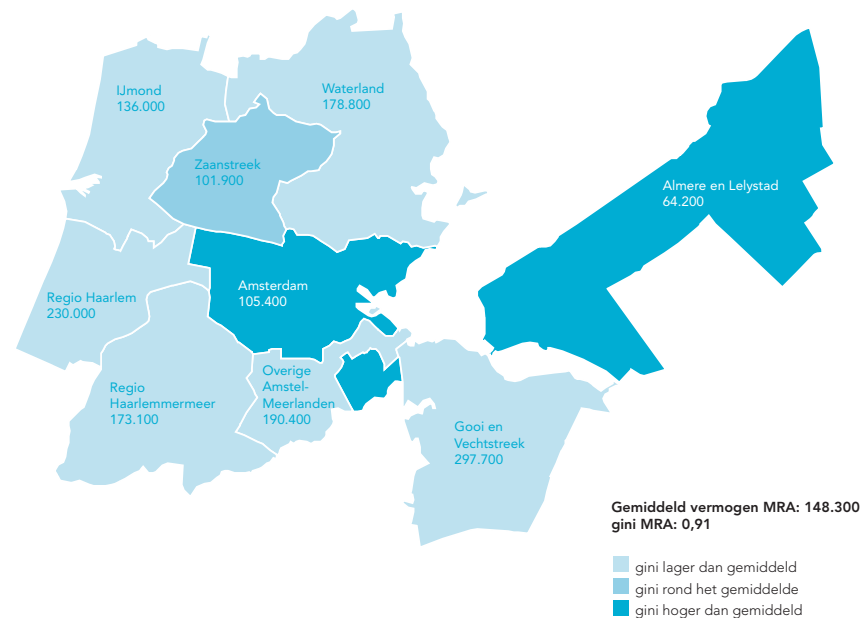 IJmond
136.000
Waterland
178.800
Zaanstreek
101.900
Almere en Lelystad
64.200
Amsterdam
105.400
Regio Haarlem
230.000
Overige
Amstel-
Meerlanden
190.400
Regio
Haarlemmermeer
173.100
Gooi en
Vechtstreek
297.700
Gemiddeld vermogen MRA: 148.300
gini MRA: 0,91
gini lager dan gemiddeld
gini rond het gemiddelde
gini hoger dan gemiddeld